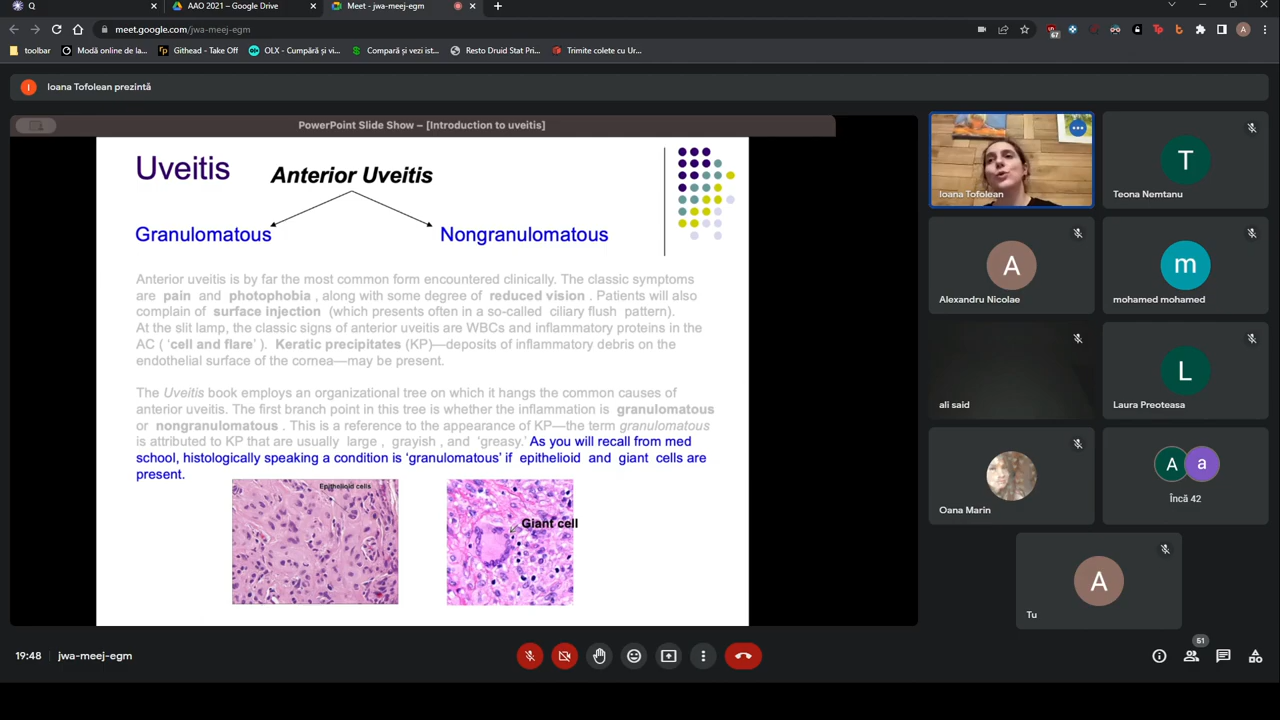 Q
AAO 2021 - Google Drive
Meet - jwa-meej-egm
meet.google.com/jwa-meej-egm
67
A
toolbar
Modă online de la...
Githead - Take Off
OLX - Cumpără și vi...
Compară și vezi ist...
Resto Druid Stat Pri...
Trimite colete cu Ur...
I
Ioana Tofolean prezintă
PowerPoint Slide Show – [Introduction to uveitis]
Uveitis
Anterior Uveitis
Granulomatous
Nongranulomatous
Anterior uveitis is by far the most common form encountered clinically. The classic symptoms
are pain and photophobia , along with some degree of reduced vision . Patients will also
complain of surface injection (which presents often in a so-called ciliary flush pattern).
At the slit lamp, the classic signs of anterior uveitis are WBCs and inflammatory proteins in the
AC ( ‘cell and flare’ ). Keratic precipitates (KP)—deposits of inflammatory debris on the
endothelial surface of the cornea—may be present.
The Uveitis book employs an organizational tree on which it hangs the common causes of
anterior uveitis. The first branch point in this tree is whether the inflammation is granulomatous
or nongranulomatous . This is a reference to the appearance of KP—the term granulomatous
is attributed to KP that are usually large , grayish , and ‘greasy.’ As you will recall from med
school, histologically speaking a condition is ‘granulomatous’ if epithelioid and giant cells are
present.
Epithelioid cells
Giant cell
Ioana Tofolean
T
Teona Nemtanu
A
Alexandru Nicolae
m
mohamed mohamed
ali said
L
Laura Preoteasa
Oana Marin
A a
Încă 42
A
Tu
19:48
jwa-meej-egm
51